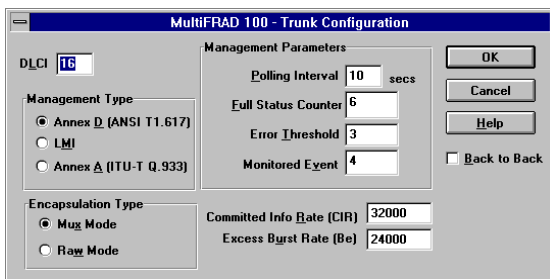 MultiFRAD 100 - Trunk Configuration
DLCI 16
Management Type
Annex D (ANSI T1.617)
LMI
Annex A (ITU-T Q.933)
Encapsulation Type
Mux Mode
Raw Mode
Management Parameters
Polling Interval 10 secs
Full Status Counter 6
Error Threshold 3
Monitored Event 4
Committed Info Rate (CIR) 32000
Excess Burst Rate (Be) 24000
OK
Cancel
Help
Back to Back